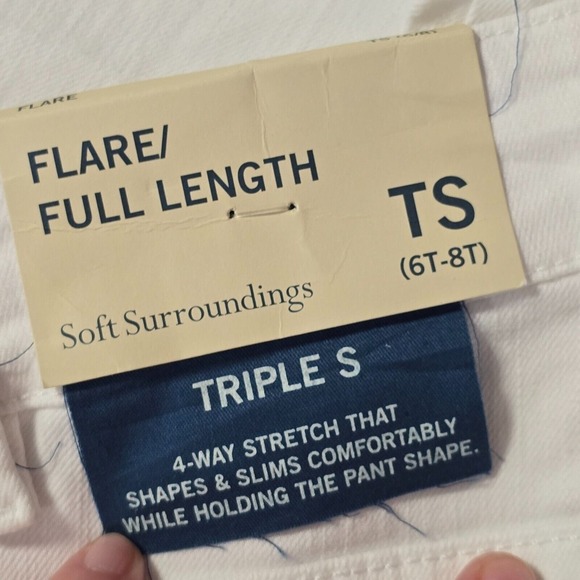 FLARE
FLARE/
FULL LENGTH
TS
(6T-8T)
Soft Surroundings
TRIPLE S
4-WAY STRETCH THAT
SHAPES & SLIMS COMFORTABLY
WHILE HOLDING THE PANT SHAPE.